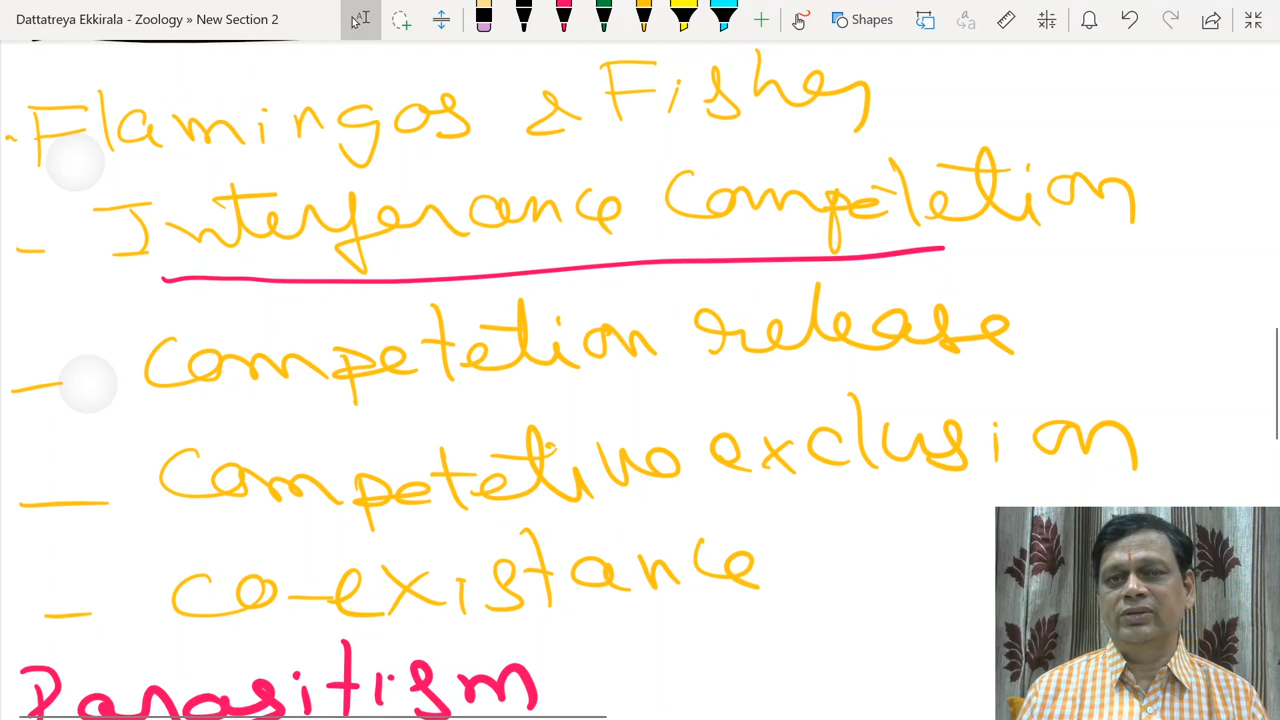 Dattatreya Ekkirala - Zoology » New Section 2
Shapes
Flamingos & Fishes
- Interferance Competetion
- Competetion release
- Competetive exclusion
- co-existance
Parasitism